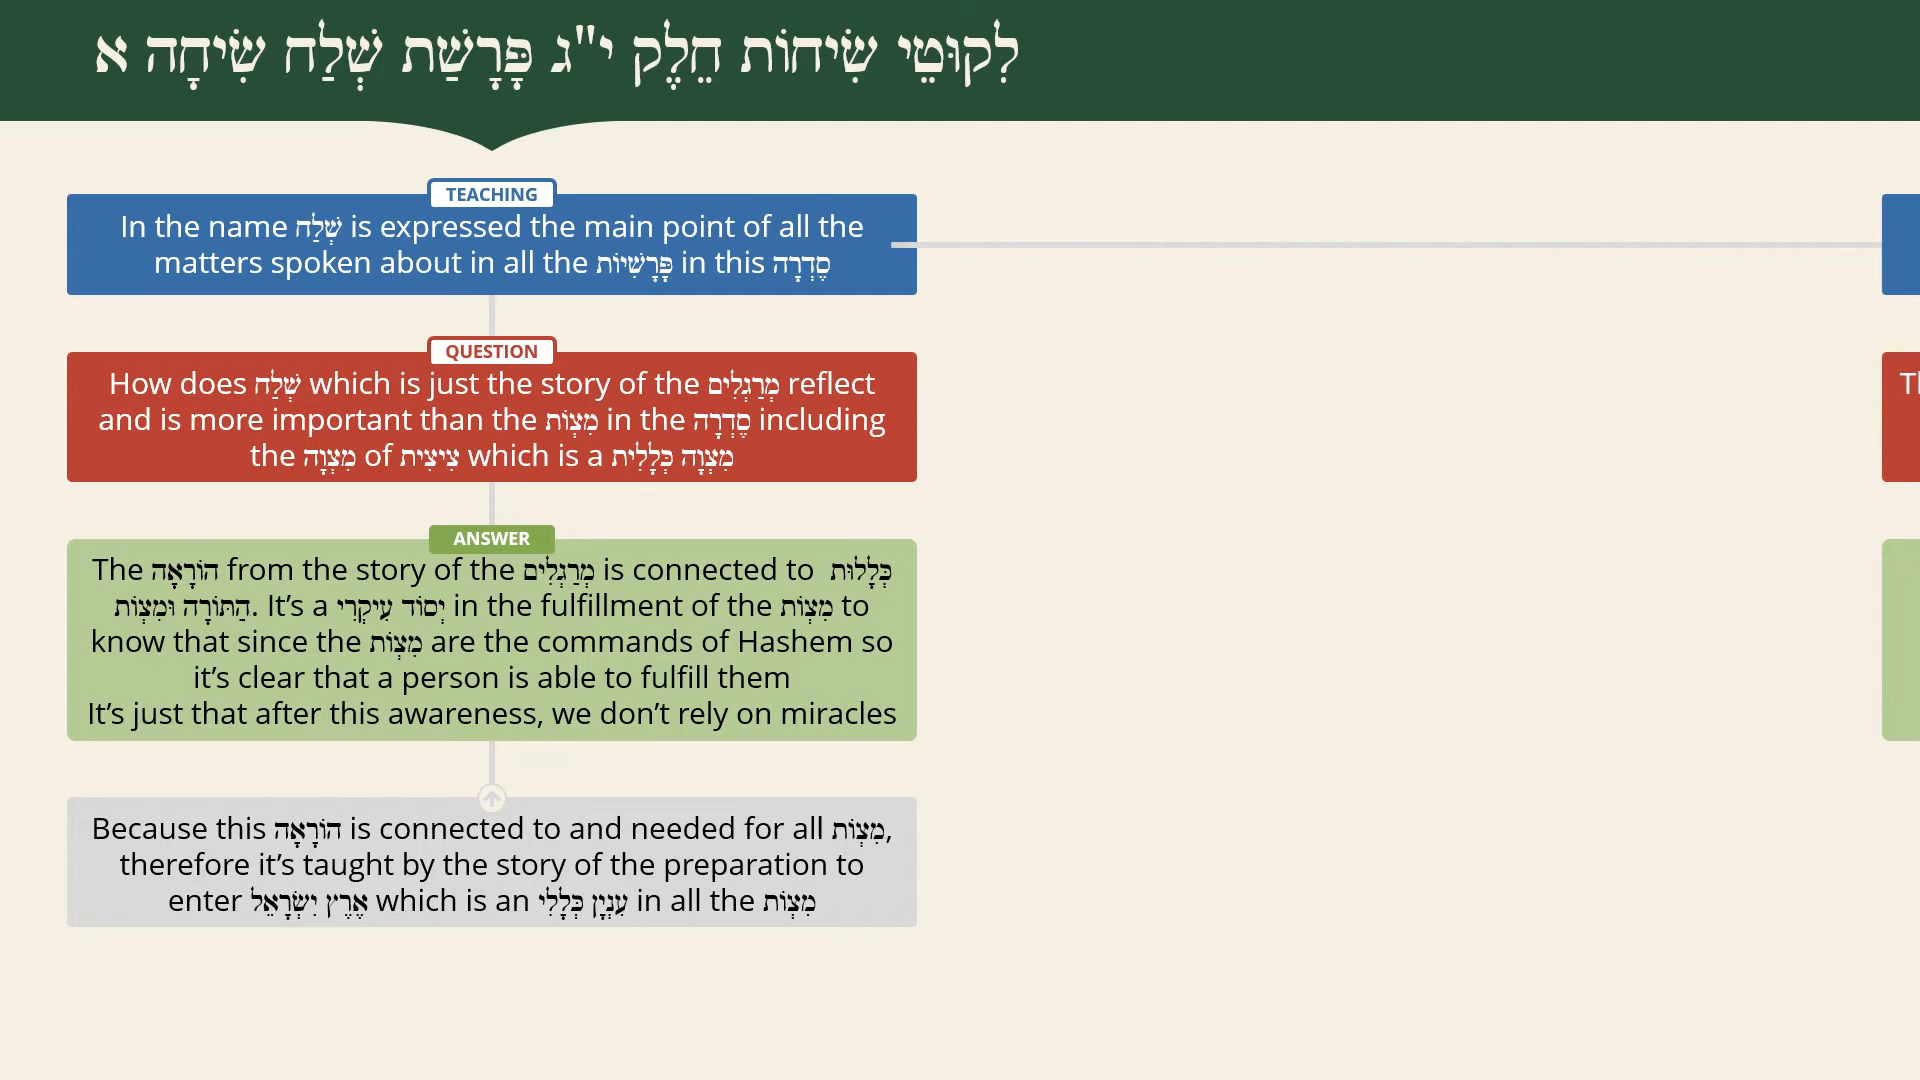 לִקוּטֵי שִׂיחוֹת חֵלֶק י"ג פָּרָשַׁת שְׁלַח שִׂיחָה א
TEACHING
In the name שְׁלַח is expressed the main point of all the
matters spoken about in all the פָּרָשִׁיוֹת in this סֶדְרָה
QUESTION
How does שְׁלַח which is just the story of the מְרַגְלִים reflect
and is more important than the מִצְוֹת in the סֶדְרָה including
the מִצְוָה of צִיצִית which is a מִצְוָה כְּלָלִית
ANSWER
The הוֹרָאָה from the story of the מְרַגְלִים is connected to כְּלָלוּת
הַתּוֹרָה וּמִצְוֹת. It’s a יְסוֹד עִיקְרִי in the fulfillment of the מִצְוֹת to
know that since the מִצְוֹת are the commands of Hashem so
it’s clear that a person is able to fulfill them
It’s just that after this awareness, we don’t rely on miracles
Because this הוֹרָאָה is connected to and needed for all מִצְוֹת,
therefore it’s taught by the story of the preparation to
enter אֶרֶץ יִשְׂרָאֵל which is an עִנְיָן כְּלָלִי in all the מִצְוֹת